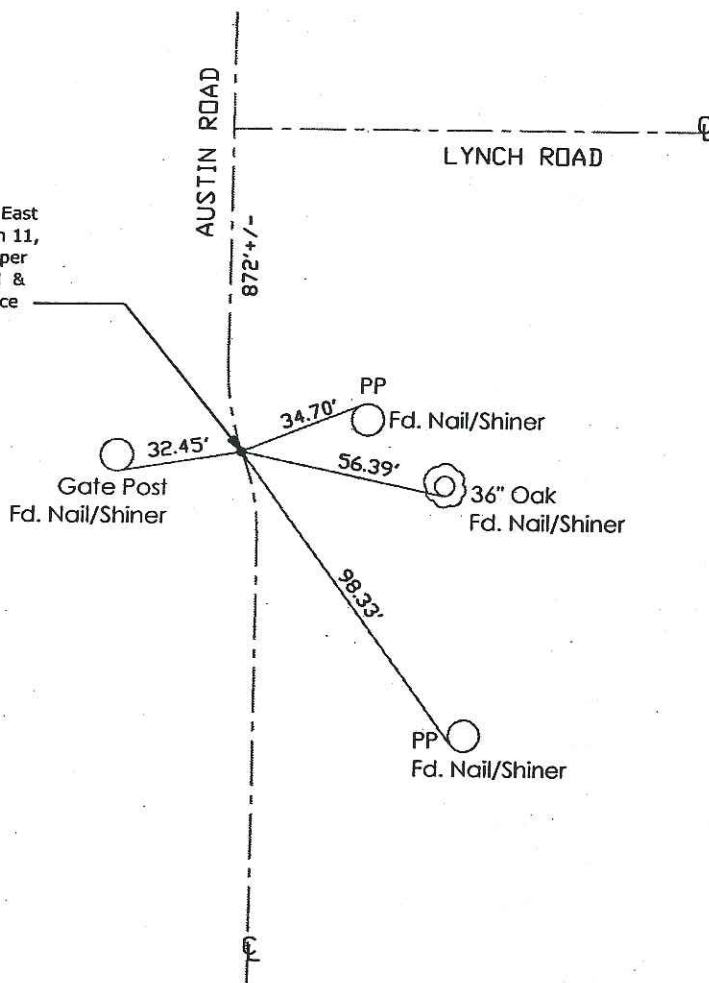 AUSTIN ROAD
℄
LYNCH ROAD
872'+/-
East
11,
per
&
PP
34.70'
Fd. Nail/Shiner
32.45'
56.39'
Gate Post
Fd. Nail/Shiner
36" Oak
Fd. Nail/Shiner
98.33'
PP
Fd. Nail/Shiner
℄